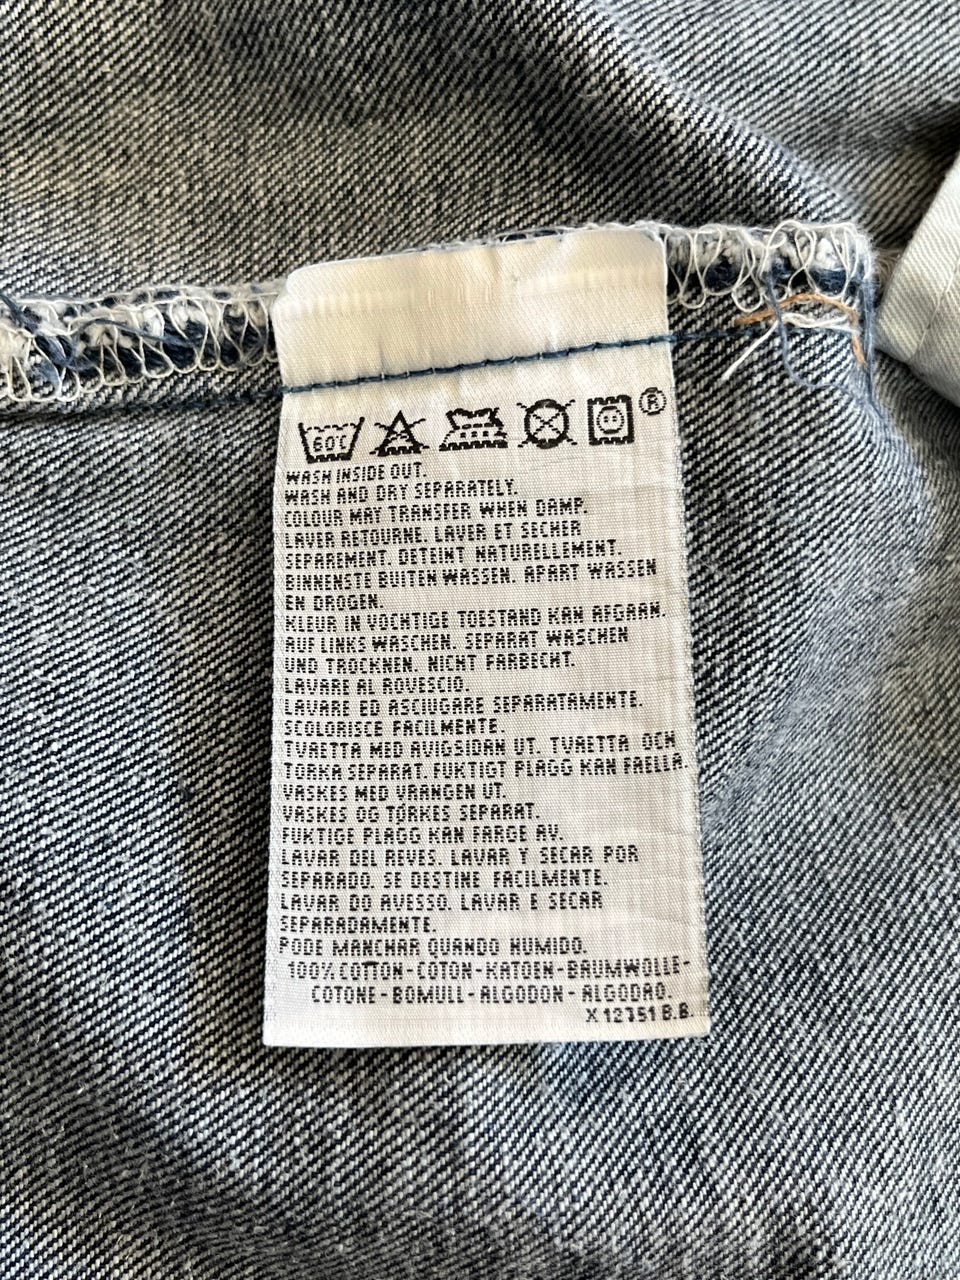 60°C ®
WASH INSIDE OUT.
WASH AND DRY SEPARATELY.
COLOUR MAY TRANSFER WHEN DAMP.
LAVER RETOURNE. LAVER ET SECHER
SEPAREMENT. DETEINT NATURELLEMENT.
BINNENSTE BUITEN WASSEN. APART WASSEN
EN DROGEN.
KLEUR IN VOCHTIGE TOESTAND KAN AFGAAN.
AUF LINKS WASCHEN. SEPARAT WASCHEN
UND TROCKNEN. NICHT FARBECHT.
LAVARE AL ROVESCIO.
LAVARE ED ASCIUGARE SEPARATAMENTE.
SCOLORISCE FACILMENTE.
TVAETTA MED AVIGSIDAN UT. TVAETTA OCH
TORKA SEPARAT. FUKTIGT PLAGG KAN FAELLA.
VASKES MED VRANGEN UT.
VASKES OG TØRKES SEPARAT.
FUKTIGE PLAGG KAN FARGE AV.
LAVAR DEL REVES. LAVAR Y SECAR POR
SEPARADO. SE DESTINE FACILMENTE.
LAVAR DO AVESSO. LAVAR E SECAR
SEPARADAMENTE.
PODE MANCHAR QUANDO HUMIDO.
100% COTTON-COTON-KATOEN-BAUMWOLLE-
COTONE-BOMULL-ALGODON-ALGODAO.
X 12751 B.B.